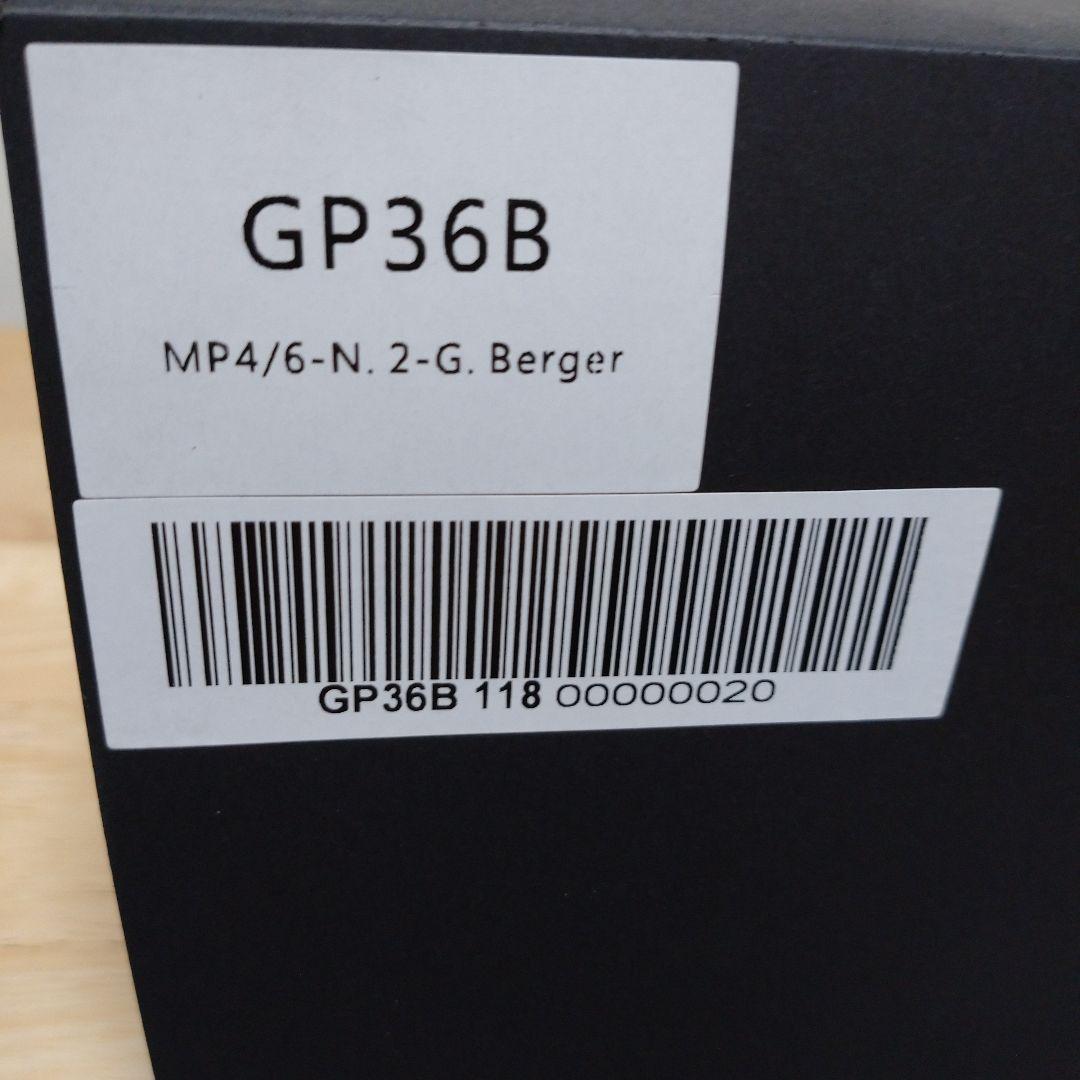 GP36B
MP4/6-N. 2-G. Berger
GP36B 118 00000020